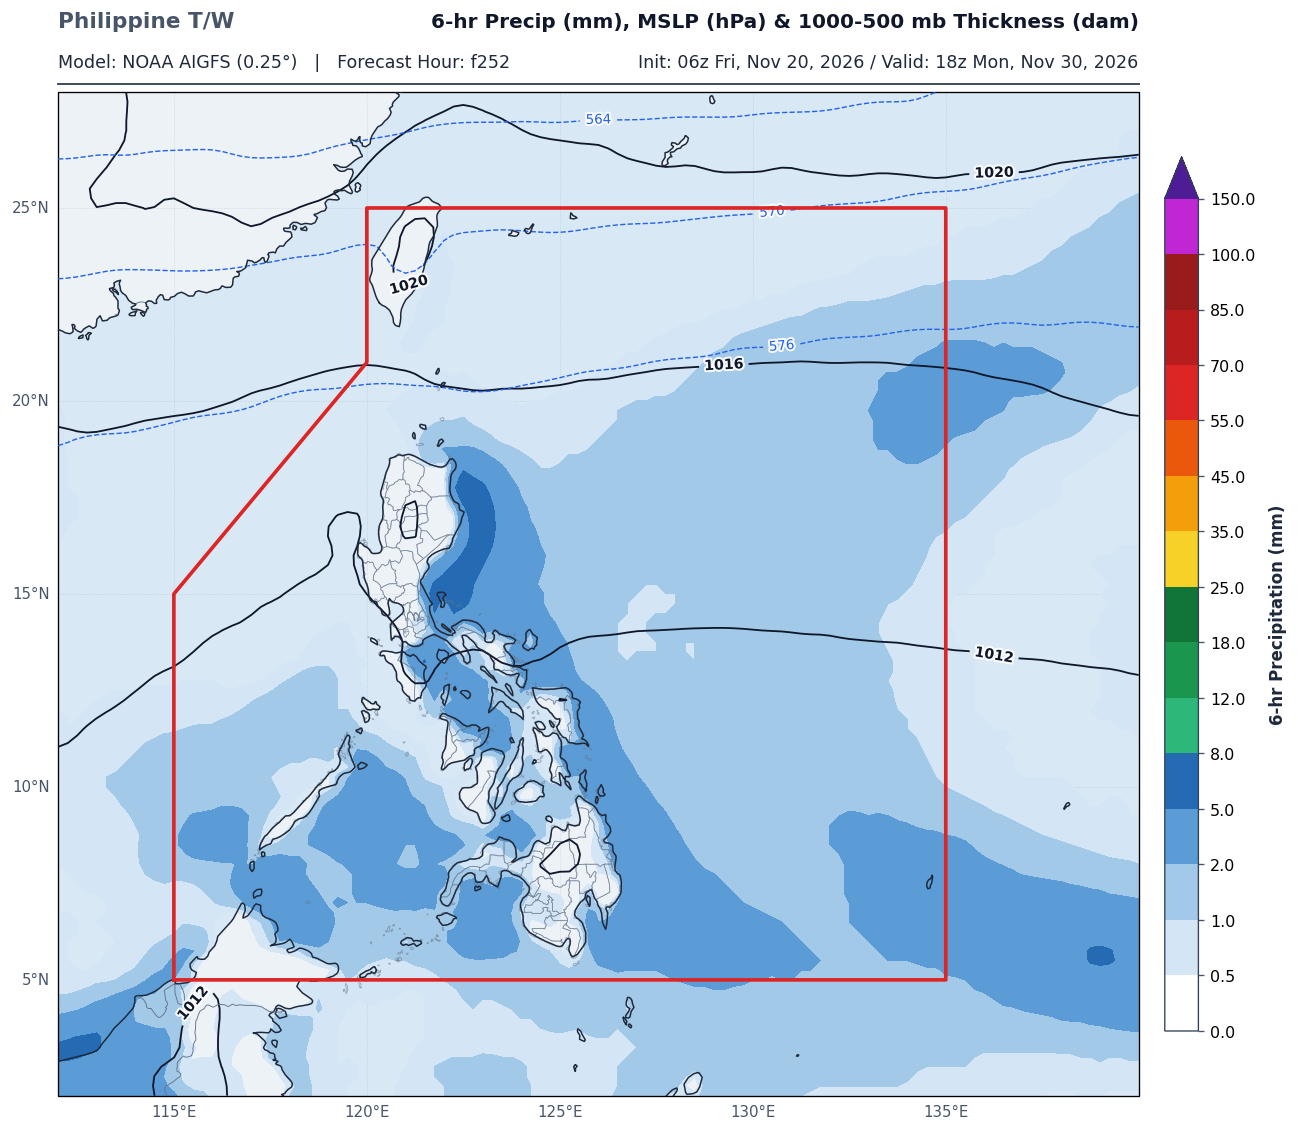 Philippine T/W
6-hr Precip (mm), MSLP (hPa) & 1000-500 mb Thickness (dam)
Model: NOAA AIGFS (0.25°) | Forecast Hour: f252
Init: 06z Fri, Nov 20, 2026 / Valid: 18z Mon, Nov 30, 2026
564
1020
570
25°N
1020
576
1016
20°N
15°N
1012
10°N
5°N
1012
115°E
120°E
125°E
130°E
135°E
150.0
100.0
85.0
70.0
55.0
45.0
35.0
25.0
18.0
12.0
8.0
5.0
2.0
1.0
0.5
0.0
6-hr Precipitation (mm)